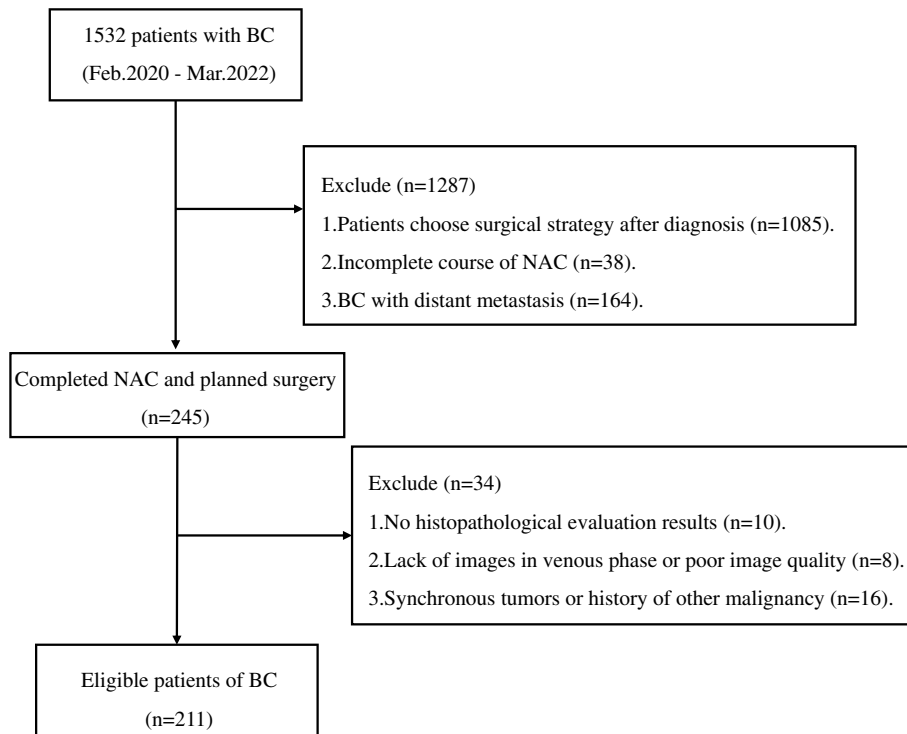 1532 patients with BC
(Feb.2020 - Mar.2022)
Exclude (n=1287)
1.Patients choose surgical strategy after diagnosis (n=1085).
2.Incomplete course of NAC (n=38).
3.BC with distant metastasis (n=164).
Completed NAC and planned surgery
(n=245)
Exclude (n=34)
1.No histopathological evaluation results (n=10).
2.Lack of images in venous phase or poor image quality (n=8).
3.Synchronous tumors or history of other malignancy (n=16).
Eligible patients of BC
(n=211)